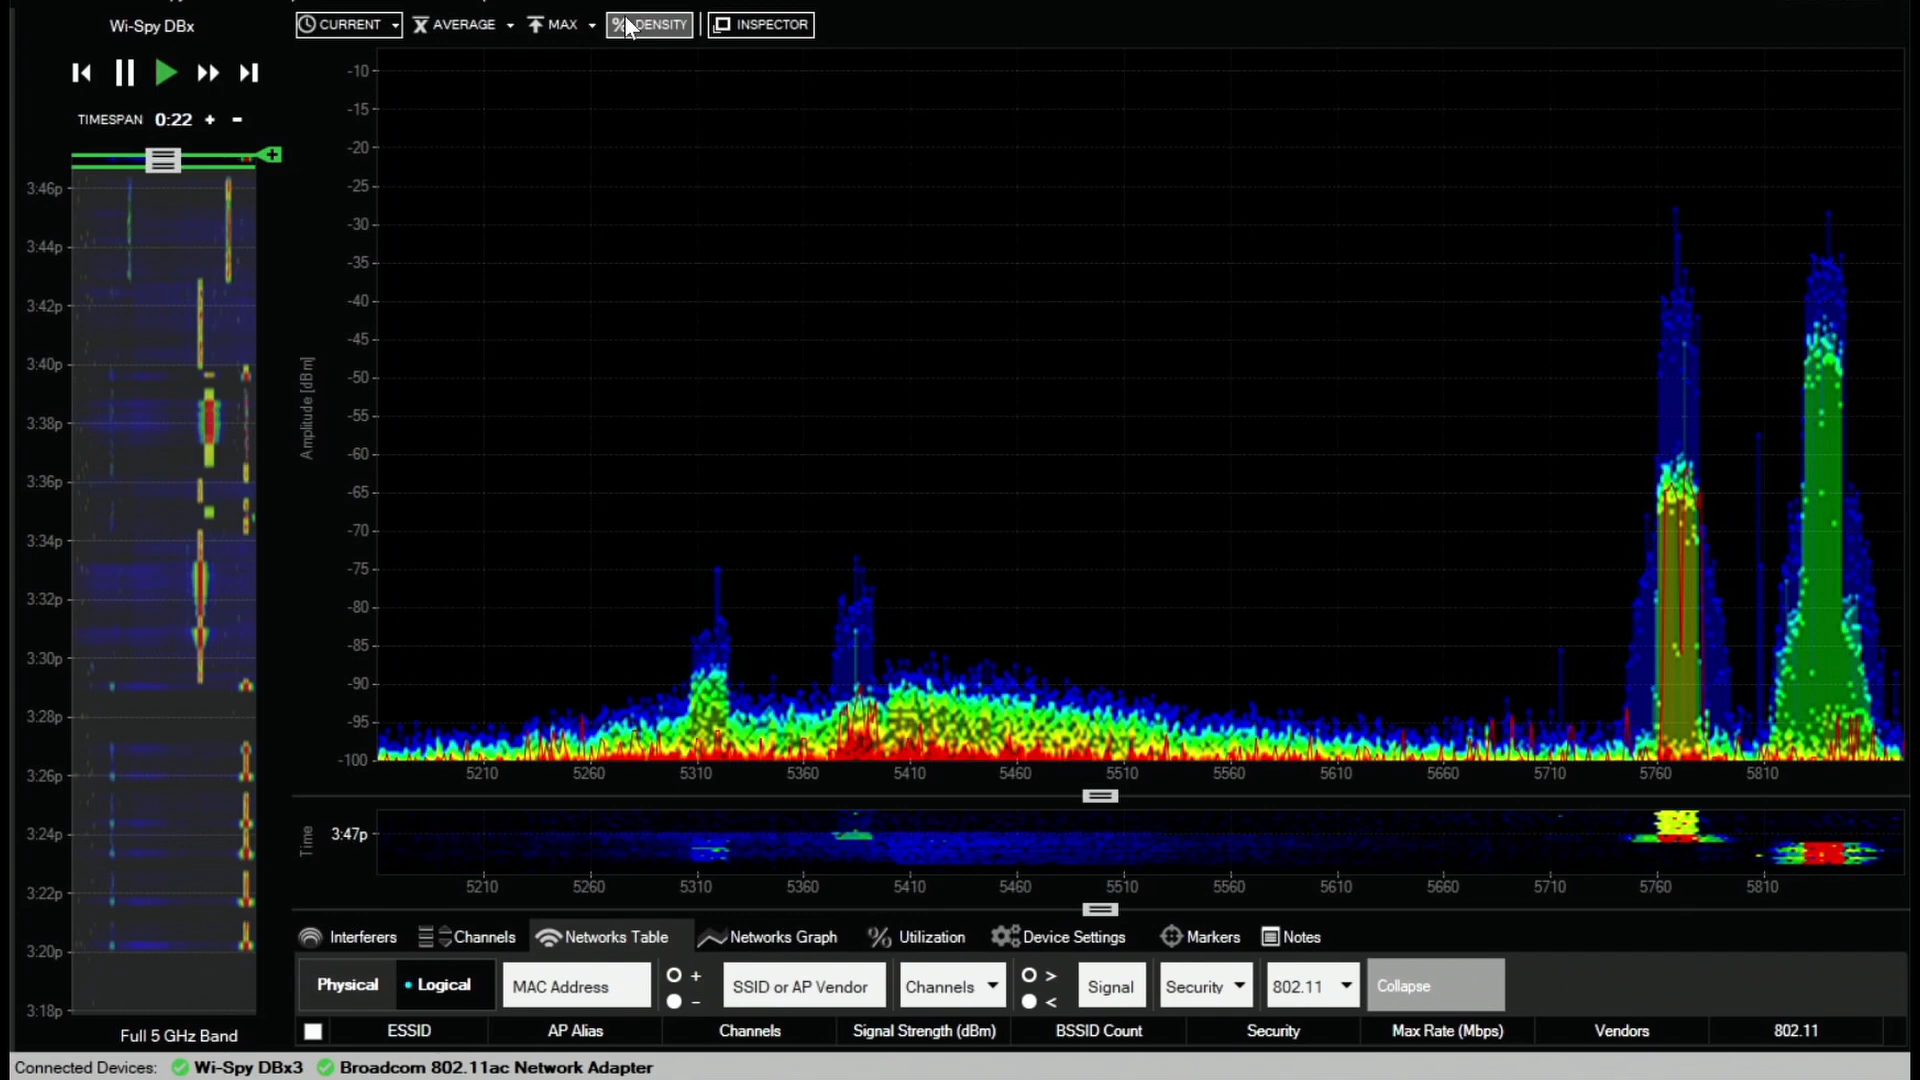 Wi-Spy DBx
CURRENT AVERAGE MAX DENSITY INSPECTOR
TIMESPAN 0:22 + -
3:46p
3:44p
3:42p
3:40p
3:38p
3:36p
3:34p
3:32p
3:30p
3:28p
3:26p
3:24p
3:22p
3:20p
3:18p
Full 5 GHz Band
Amplitude [dBm]
-10
-15
-20
-25
-30
-35
-40
-45
-50
-55
-60
-65
-70
-75
-80
-85
-90
-95
-100
5210 5260 5310 5360 5410 5460 5510 5560 5610 5660 5710 5760 5810
Time
3:47p
5210 5260 5310 5360 5410 5460 5510 5560 5610 5660 5710 5760 5810
Interferers Channels Networks Table Networks Graph % Utilization Device Settings Markers Notes
Physical Logical MAC Address + - SSID or AP Vendor Channels > < Signal Security 802.11 Collapse
ESSID AP Alias Channels Signal Strength (dBm) BSSID Count Security Max Rate (Mbps) Vendors 802.11
Connected Devices: Wi-Spy DBx3 Broadcom 802.11ac Network Adapter